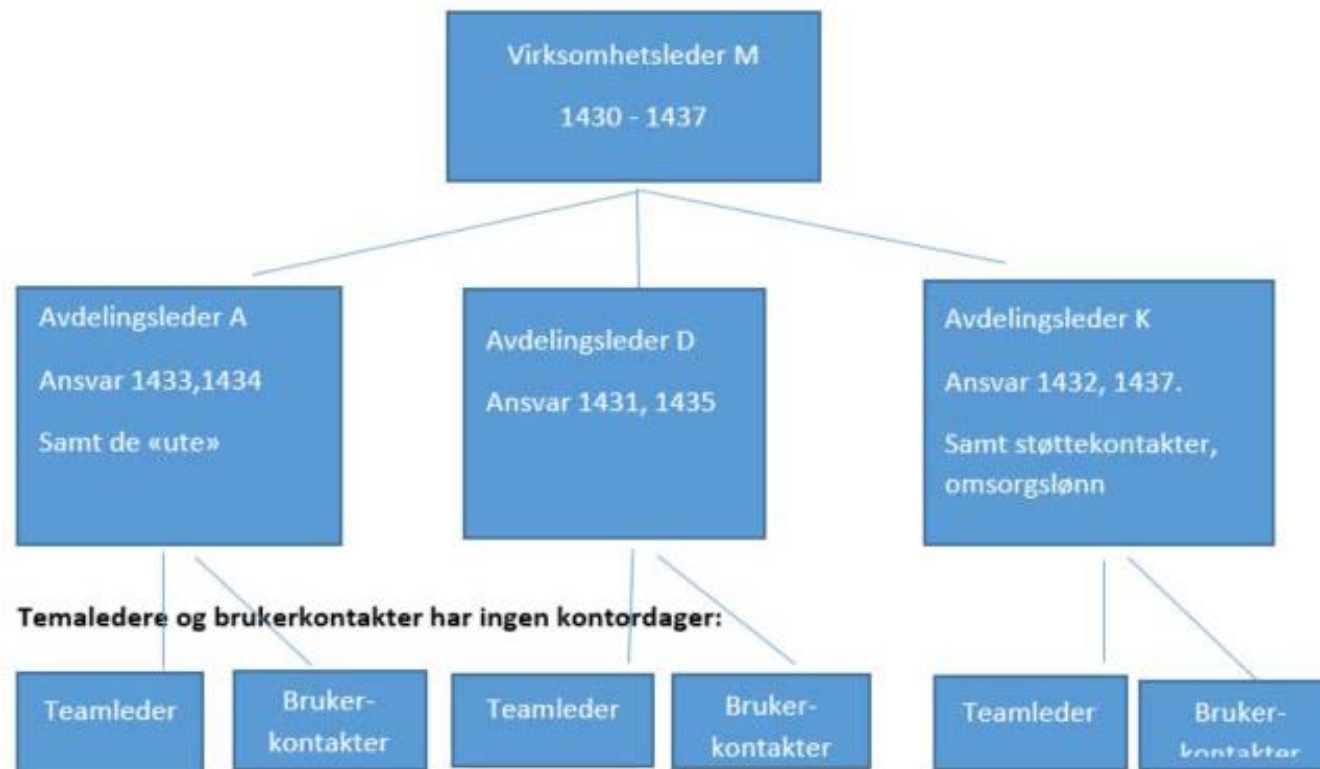 Virksomhetsleder M
1430 - 1437
Avdelingsleder A
Ansvar 1433,1434
Samt de «ute»
Avdelingsleder D
Ansvar 1431, 1435
Avdelingsleder K
Ansvar 1432, 1437.
Samt støttekontakter,
omsorgslønn
Temaledere og brukerkontakter har ingen kontordager:
Teamleder
Bruker-
kontakter
Teamleder
Bruker-
kontakter
Teamleder
Bruker-
kontakter